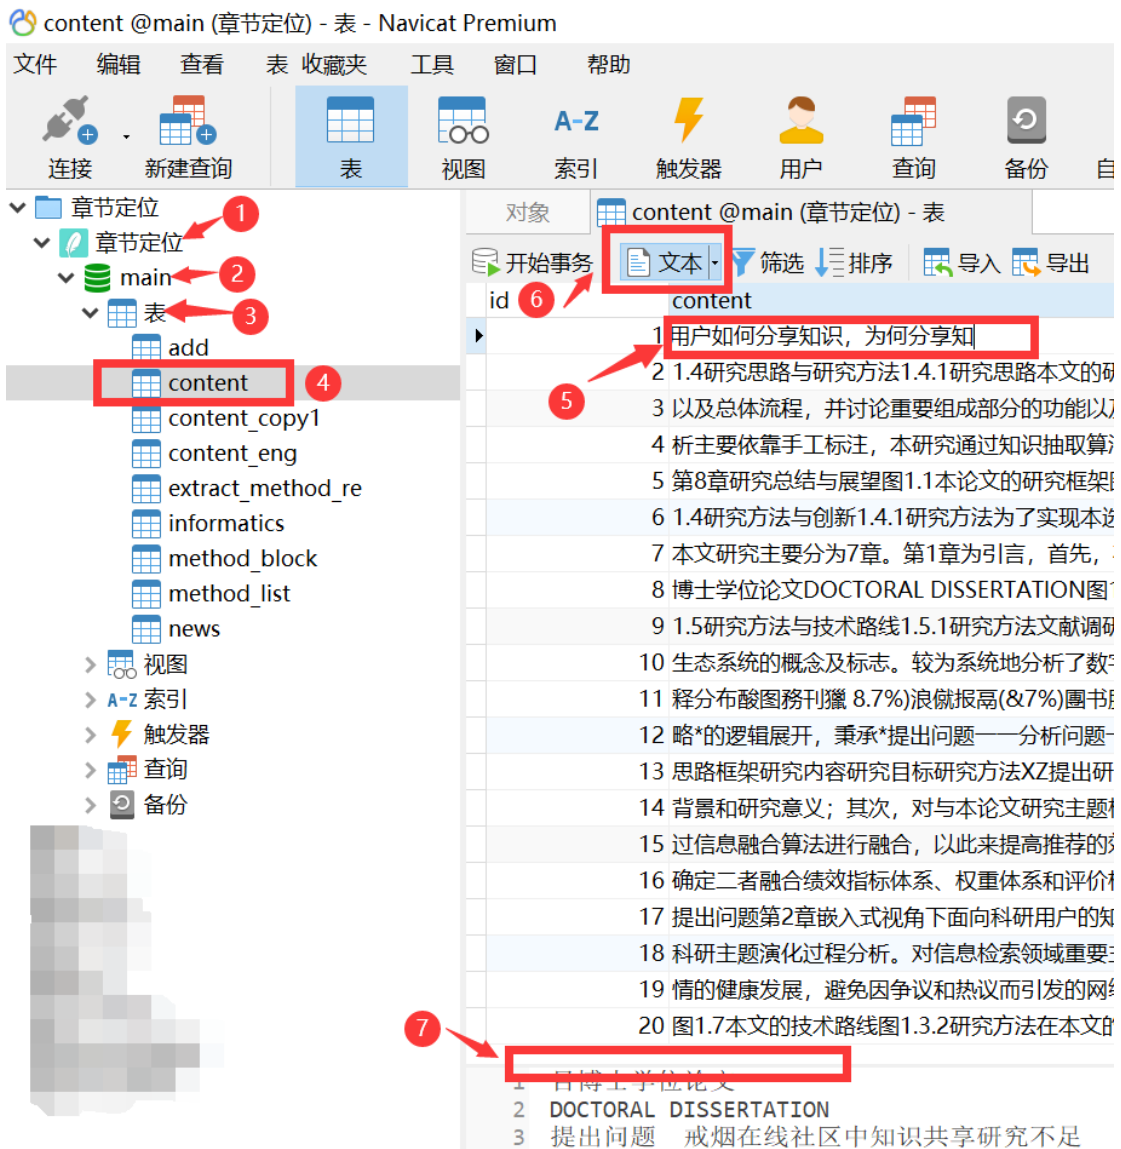 content @main (章节定位) - 表 - Navicat Premium
文件 编辑 查看 表 收藏夹 工具 窗口 帮助
连接 新建查询 表 视图 A-Z 索引 触发器 用户 查询 备份 自
章节定位
章节定位 1
main 2
表 3
add
content 4
content_copy1
content_eng
extract_method_re
informatics
method_block
method_list
news
视图
A-Z 索引
触发器
查询
备份
对象 content @main (章节定位) - 表
开始事务 文本 筛选 排序 导入 导出
id 6 content
1 用户如何分享知识，为何分享知
5
2 1.4研究思路与研究方法1.4.1研究思路本文的研
3 以及总体流程，并讨论重要组成部分的功能以及
4 析主要依靠手工标注，本研究通过知识抽取算法
5 第8章研究总结与展望图1.1本论文的研究框架图
6 1.4研究方法与创新1.4.1研究方法为了实现本选
7 本文研究主要分为7章。第1章为引言，首先，
8 博士学位论文DOCTORAL DISSERTATION图1
9 1.5研究方法与技术路线1.5.1研究方法文献调研
10 生态系统的概念及标志。较为系统地分析了数字
11 释分布酸图務刊獵 8.7%)浪僦报鬲(&7%)團书
12 略*的逻辑展开，秉承*提出问题一一分析问题
13 思路框架研究内容研究目标研究方法XZ提出研
14 背景和研究意义；其次，对与本论文研究主题
15 过信息融合算法进行融合，以此来提高推荐的效
16 确定二者融合绩效指标体系、权重体系和评价
17 提出问题第2章嵌入式视角下面向科研用户的知
18 科研主题演化过程分析。对信息检索领域重要主
19 情的健康发展，避免因争议和热议而引发的网络
20 图1.7本文的技术路线图1.3.2研究方法在本文的
7
1 博士学位论文
2 DOCTORAL DISSERTATION
3 提出问题 戒烟在线社区中知识共享研究不足